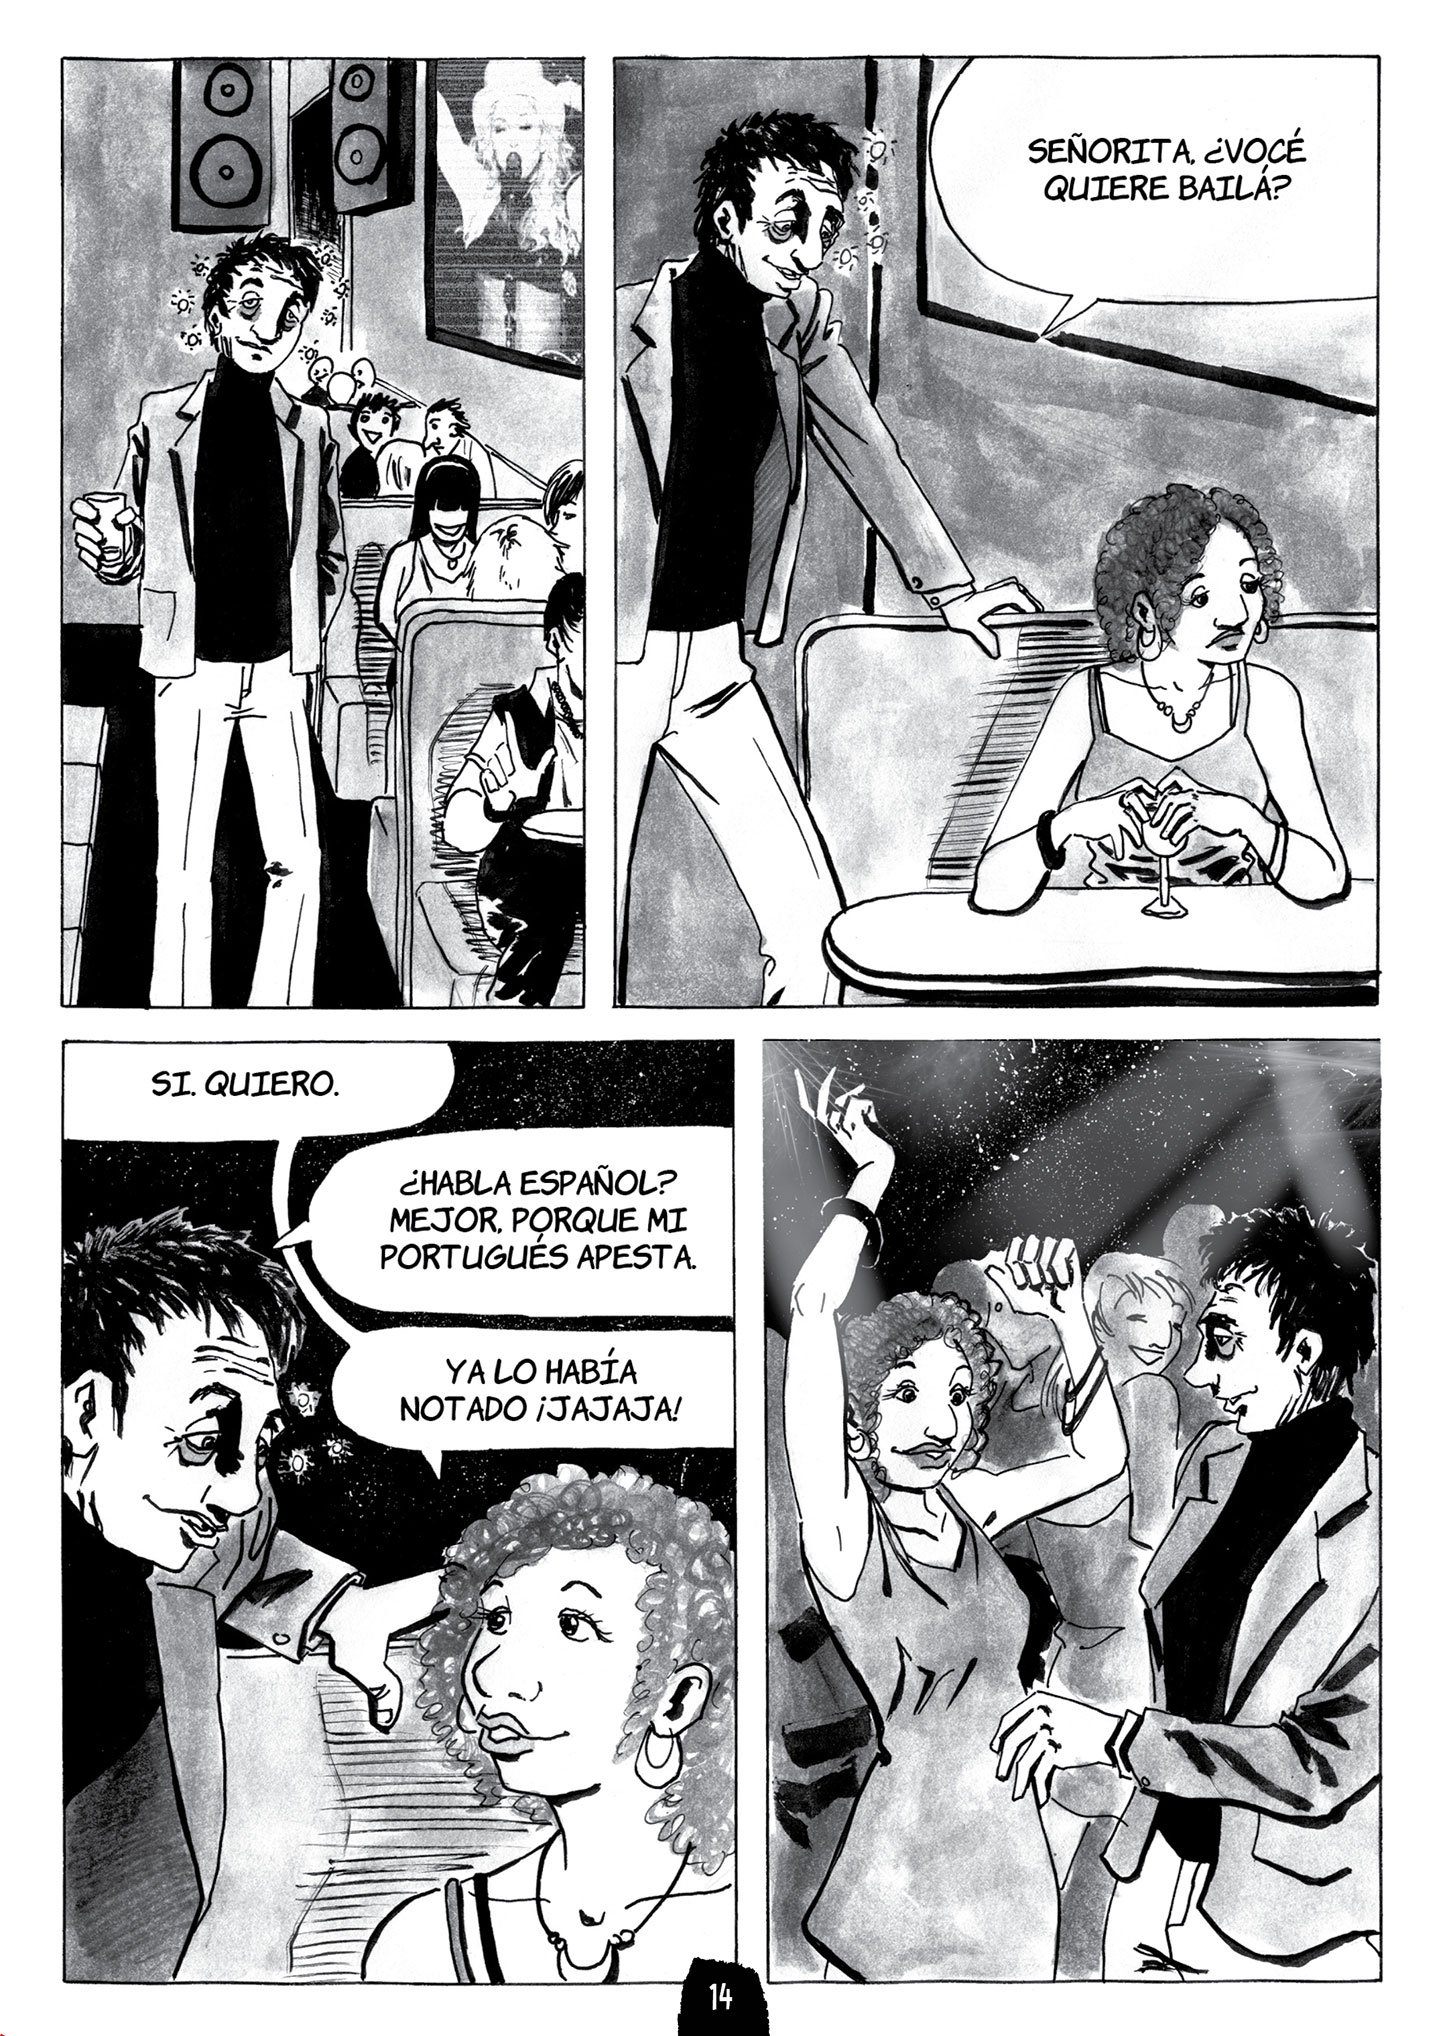 SEÑORITA, ¿VOCÉ
QUIERE BAILÁ?
SI. QUIERO.
¿HABLA ESPAÑOL?
MEJOR, PORQUE MI
PORTUGUÉS APESTA.
YA LO HABÍA
NOTADO ¡JAJAJA!
14